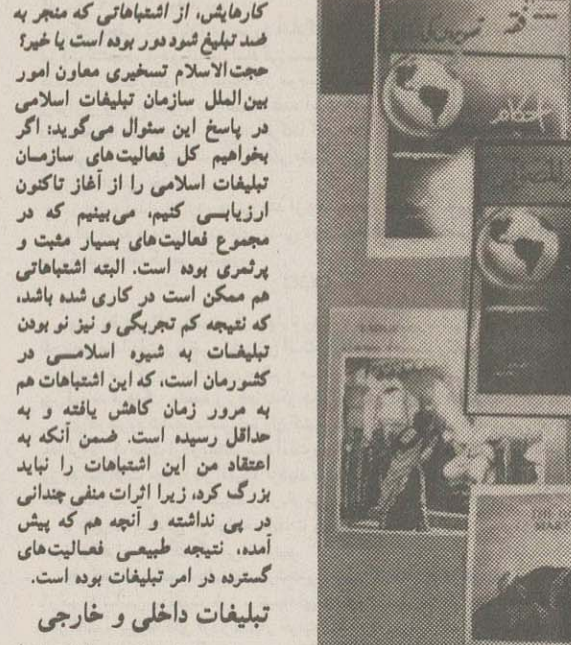 کارهایش، از اشتباهاتی که منجر به
ضد تبلیغ شود دور بوده است یا خیر؟
حجت‌الاسلام تسخیری معاون امور
بین‌الملل سازمان تبلیغات اسلامی
در پاسخ این سئوال می‌گوید: اگر
بخواهیم کل فعالیت‌های سازمان
تبلیغات اسلامی را از آغاز تاکنون
ارزیابی کنیم، می‌بینیم که در
مجموع فعالیت‌های بسیار مثبت و
پرثمری بوده است. البته اشتباهاتی
هم ممکن است در کاری شده باشد،
که نتیجه کم تجربگی و نیز نو بودن
تبلیغات به شیوه اسلامی در
کشورمان است، که این اشتباهات هم
به مرور زمان کاهش یافته و به
حداقل رسیده است. ضمن آنکه به
اعتقاد من این اشتباهات را نباید
بزرگ کرد، زیرا اثرات منفی چندانی
در پی نداشته و آنچه هم که پیش
آمده، نتیجه طبیعی فعالیت‌های
گسترده در امر تبلیغات بوده است.
تبلیغات داخلی و خارجی
احکام